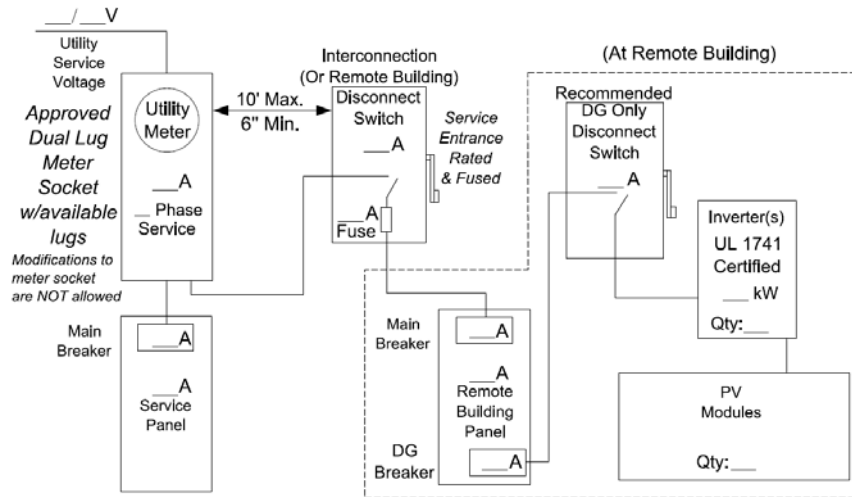 ___/___V
Utility
Service
Voltage
Approved
Dual Lug
Meter
Socket
w/available
lugs
Modifications to
meter socket
are NOT allowed
Utility
Meter
___A
__ Phase
Service
10' Max.
6" Min.
Interconnection
(Or Remote Building)
Disconnect
Switch
___A
___A
Fuse
Service
Entrance
Rated
& Fused
(At Remote Building)
Recommended
DG Only
Disconnect
Switch
___A
Inverter(s)
UL 1741
Certified
___ kW
Qty:___
Main
Breaker
___A
___A
Service
Panel
Main
Breaker
___A
___A
Remote
Building
Panel
DG
Breaker
___A
PV
Modules
Qty:___